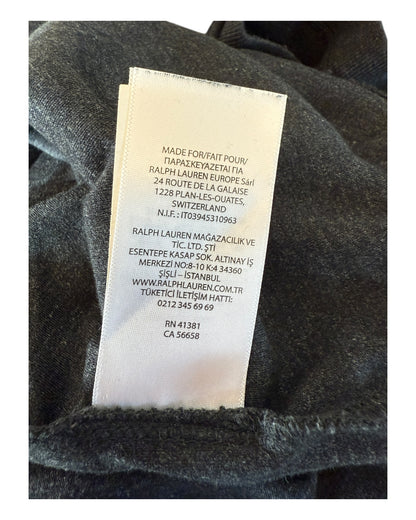 MADE FOR/FAIT POUR/
ΠΑΡΑΣΚΕΥΑΖΕΤΑΙ ΓΙΑ
RALPH LAUREN EUROPE Sárl
24 ROUTE DE LA GALAISE
1228 PLAN-LES-OUATES,
SWITZERLAND
N.I.F. : IT03945310963
RALPH LAUREN MAĞAZACILIK VE
TİC. LTD. ŞTİ
ESENTEPE KASAP SOK. ALTINAY İŞ
MERKEZİ NO:8-10 K:4 34360
ŞİŞLİ – İSTANBUL
WWW.RALPHLAUREN.COM.TR
TÜKETİCİ İLETİŞİM HATTI:
0212 345 69 69
RN 41381
CA 56658